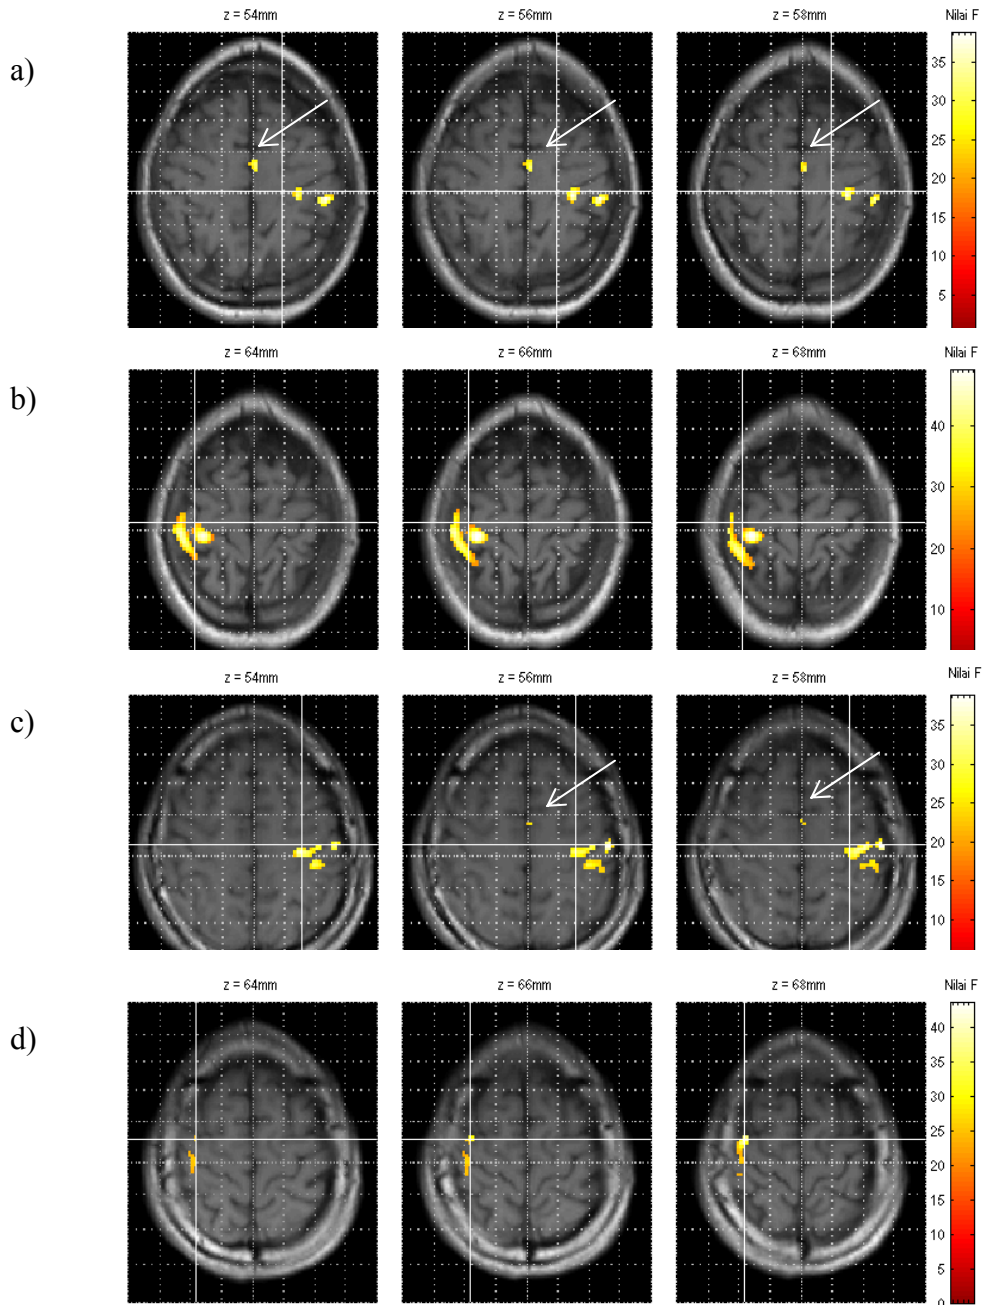 a)
z = 54mm
z = 56mm
z = 58mm
Nilai F
35
30
25
20
15
10
5
b)
z = 64mm
z = 66mm
z = 68mm
Nilai F
40
30
20
10
c)
z = 54mm
z = 56mm
z = 58mm
Nilai F
35
30
25
20
15
10
d)
z = 64mm
z = 66mm
z = 68mm
Nilai F
40
35
30
25
20
15
10
5
0